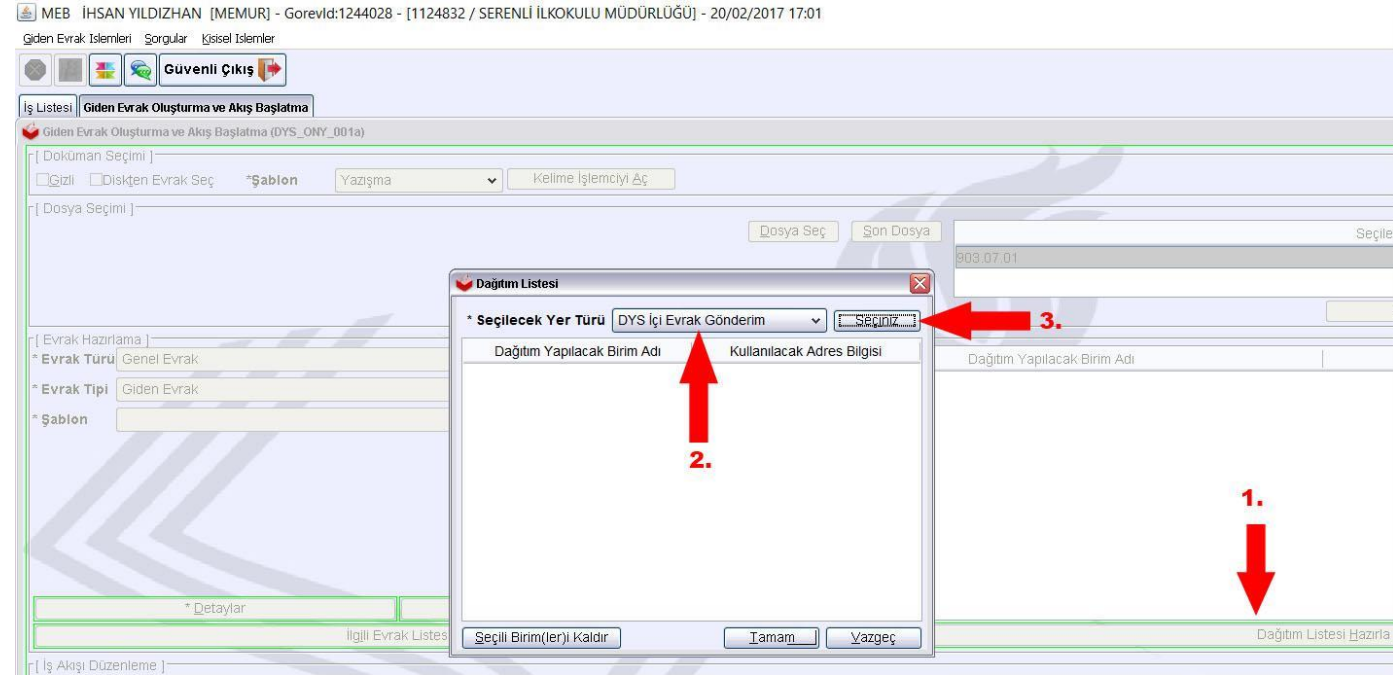 MEB İHSAN YILDIZHAN [MEMUR] - GorevId:1244028 - [1124832 / SERENLİ İLKOKULU MÜDÜRLÜĞÜ] - 20/02/2017 17:01
Giden Evrak Islemleri Sorgular Kisisel Islemler
Güvenli Çıkış
İş Listesi Giden Evrak Oluşturma ve Akış Başlatma
Giden Evrak Oluşturma ve Akış Başlatma (DYS_ONY_001a)
[ Doküman Seçimi ]
Gizli Diskten Evrak Seç *Şablon Yazışma Kelime İşlemciyi Aç
[ Dosya Seçimi ]
Dosya Seç Son Dosya Seçile
903.07.01
Dağıtım Listesi
* Seçilecek Yer Türü DYS İçi Evrak Gönderim Seçiniz 3.
[ Evrak Hazırlama ]
* Evrak Türü Genel Evrak Dağıtım Yapılacak Birim Adı Kullanılacak Adres Bilgisi Dağıtım Yapılacak Birim Adı
* Evrak Tipi Giden Evrak
* Şablon
2.
1.
* Detaylar
İlgili Evrak Listes Seçili Birim(ler)i Kaldır Tamam Vazgeç Dağıtım Listesi Hazırla
[ İş Akışı Düzenleme ]